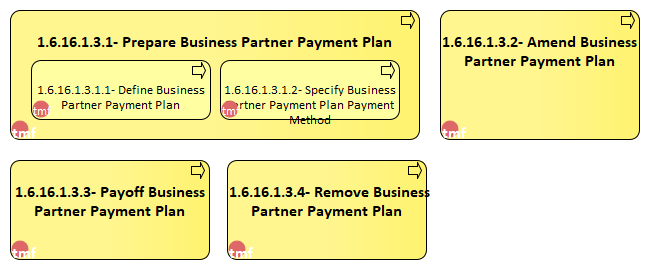 1.6.16.1.3.1- Prepare Business Partner Payment Plan
1.6.16.1.3.1.1- Define Business
Partner Payment Plan
tmf
1.6.16.1.3.1.2- Specify Business
Partner Payment Plan Payment
Method
tmf
tmf
1.6.16.1.3.2- Amend Business
Partner Payment Plan
tmf
1.6.16.1.3.3- Payoff Business
Partner Payment Plan
tmf
1.6.16.1.3.4- Remove Business
Partner Payment Plan
tmf